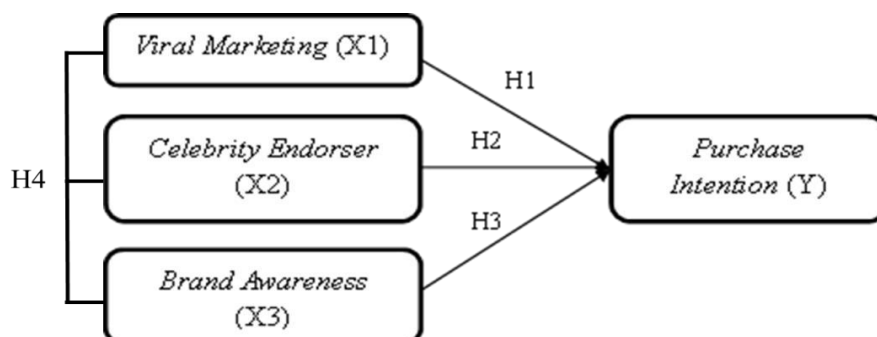 Viral Marketing (X1)
H1
Celebrity Endorser
(X2)
H2
Purchase
Intention (Y)
H4
H3
Brand Awareness
(X3)